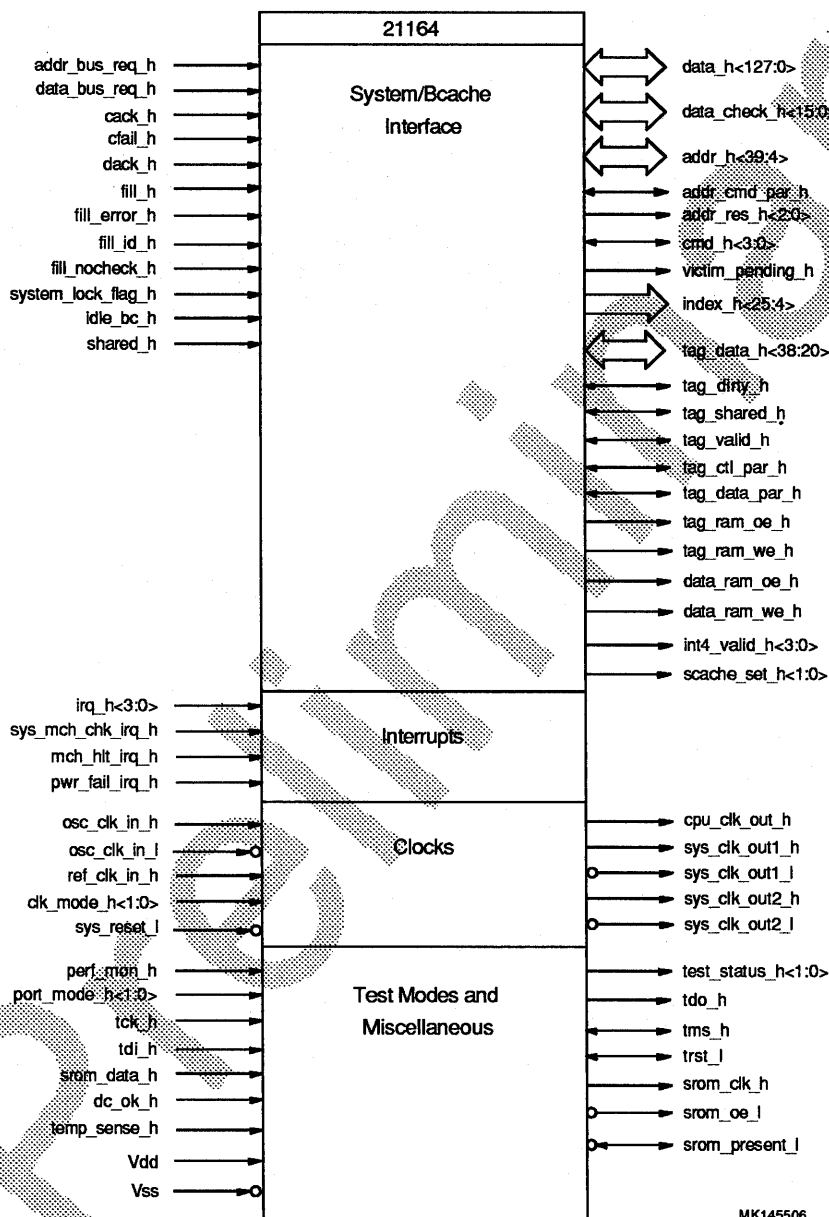 21164
System/Bcache
Interface
addr_bus_req_h
data_bus_req_h
cack_h
cfail_h
dack_h
fill_h
fill_error_h
fill_id_h
fill_nocheck_h
system_lock_flag_h
idle_bc_h
shared_h
data_h<127:0>
data_check_h<15:0
addr_h<39:4>
addr_cmd_par_h
addr_res_h<2:0>
cmd_h<3:0>
victim_pending_h
index_h<25:4>
tag_data_h<38:20>
tag_dirty_h
tag_shared_h
tag_valid_h
tag_ctl_par_h
tag_data_par_h
tag_ram_oe_h
tag_ram_we_h
data_ram_oe_h
data_ram_we_h
int4_valid_h<3:0>
scache_set_h<1:0>
irq_h<3:0>
sys_mch_chk_irq_h
mch_hlt_irq_h
pwr_fail_irq_h
Interrupts
osc_clk_in_h
osc_clk_in_l
ref_clk_in_h
clk_mode_h<1:0>
sys_reset_l
Clocks
cpu_clk_out_h
sys_clk_out1_h
sys_clk_out1_l
sys_clk_out2_h
sys_clk_out2_l
perf_mon_h
port_mode_h<1:0>
tck_h
tdi_h
srom_data_h
dc_ok_h
temp_sense_h
Vdd
Vss
Test Modes and
Miscellaneous
test_status_h<1:0>
tdo_h
tms_h
trst_l
srom_clk_h
srom_oe_l
srom_present_l
MK145506
Preliminar